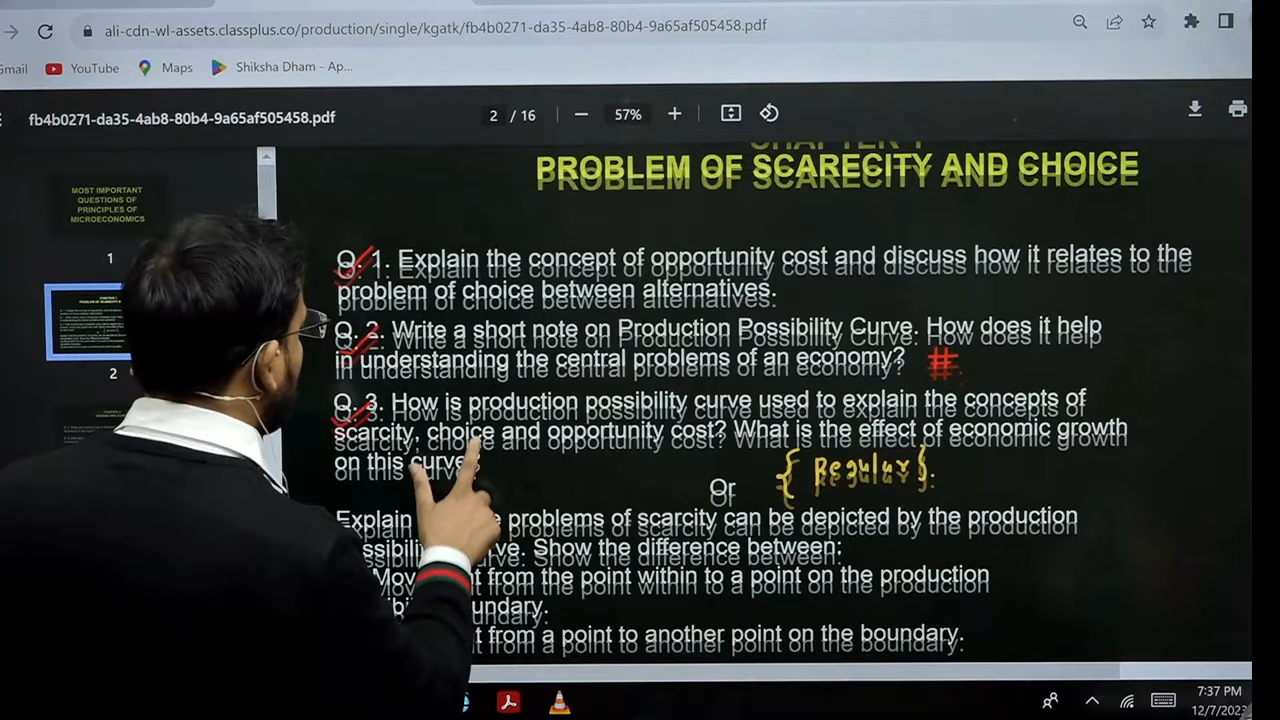 ali-cdn-wl-assets.classplus.co/production/single/kgatk/fb4b0271-da35-4ab8-80b4-9a65af505458.pdf
Gmail YouTube Maps Shiksha Dham - Ap...
fb4b0271-da35-4ab8-80b4-9a65af505458.pdf 2 / 16 57%
MOST IMPORTANT
QUESTIONS OF
PRINCIPLES OF
MICROECONOMICS
1
2
CHAPTER 1
PROBLEM OF SCARECITY AND CHOICE
Q. 1. Explain the concept of opportunity cost and discuss how it relates to the
problem of choice between alternatives.
Q. 2. Write a short note on Production Possibility Curve. How does it help
in understanding the central problems of an economy? #
Q. 3. How is production possibility curve used to explain the concepts of
scarcity, choice and opportunity cost? What is the effect of economic growth
on this curve
Or { Regular }
Explain problems of scarcity can be depicted by the production
ve. Show the difference between:
Mov t from the point within to a point on the production
undary.
t from a point to another point on the boundary.
7:37 PM
12/7/202